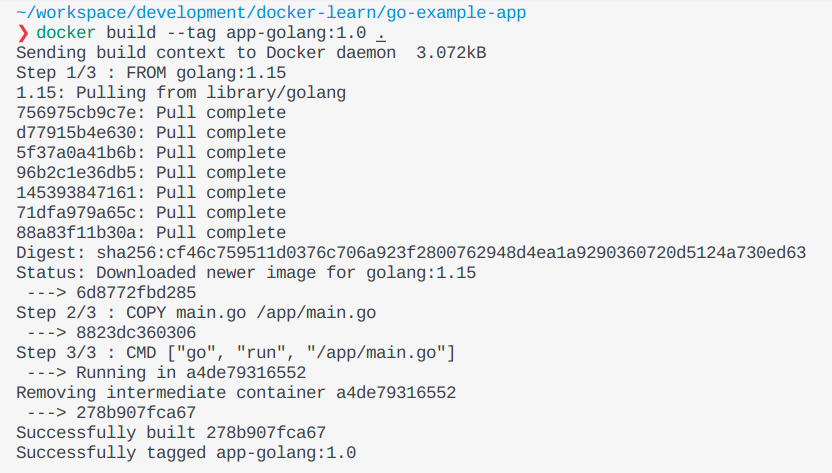 ~/workspace/development/docker-learn/go-example-app
❯ docker build --tag app-golang:1.0 .
Sending build context to Docker daemon  3.072kB
Step 1/3 : FROM golang:1.15
1.15: Pulling from library/golang
756975cb9c7e: Pull complete
d77915b4e630: Pull complete
5f37a0a41b6b: Pull complete
96b2c1e36db5: Pull complete
145393847161: Pull complete
71dfa979a65c: Pull complete
88a83f11b30a: Pull complete
Digest: sha256:cf46c759511d0376c706a923f2800762948d4ea1a9290360720d5124a730ed63
Status: Downloaded newer image for golang:1.15
 ---> 6d8772fbd285
Step 2/3 : COPY main.go /app/main.go
 ---> 8823dc360306
Step 3/3 : CMD ["go", "run", "/app/main.go"]
 ---> Running in a4de79316552
Removing intermediate container a4de79316552
 ---> 278b907fca67
Successfully built 278b907fca67
Successfully tagged app-golang:1.0